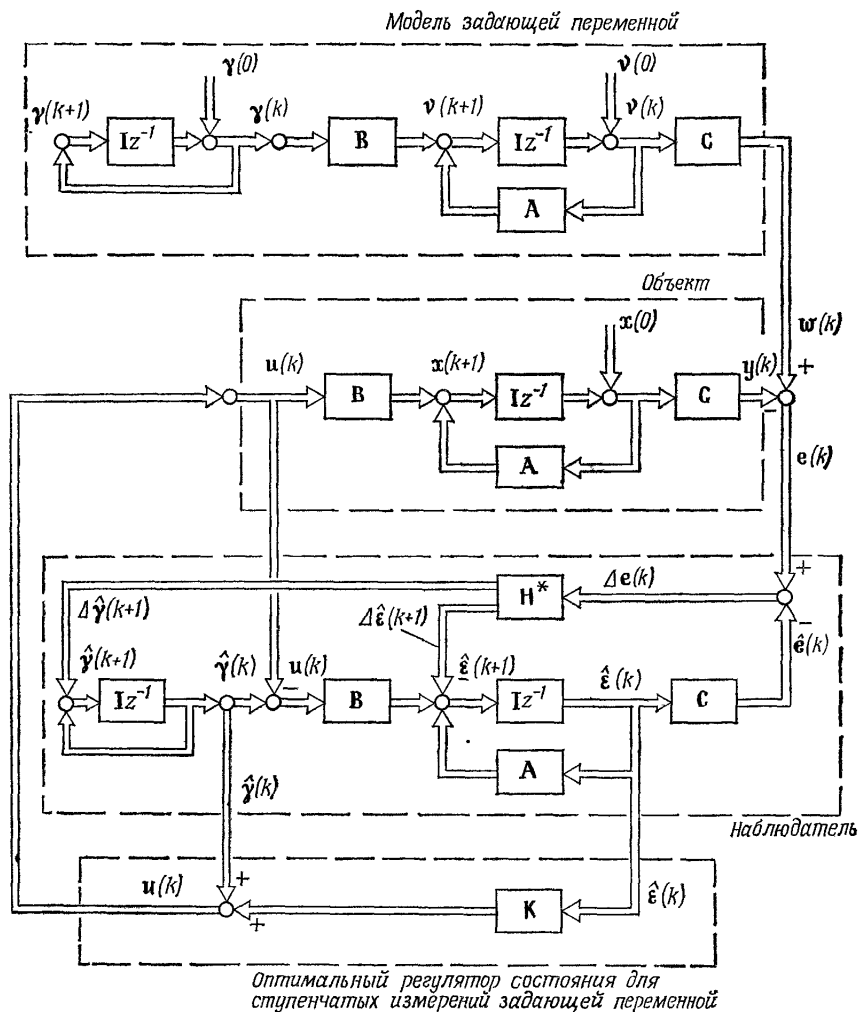 Модель задающей переменной
γ(0)
ν(0)
γ(k+1)
γ(k)
ν(k+1)
ν(k)
Iz⁻¹
B
Iz⁻¹
C
A
Объект
x(0)
w(k)
u(k)
x(k+1)
y(k)
+
B
Iz⁻¹
C
−
A
e(k)
+
Δe(k)
H*
Δγ̂(k+1)
Δε̂(k+1)
−
ê(k)
γ̂(k+1)
γ̂(k)
u(k)
ε̂(k+1)
ε̂(k)
Iz⁻¹
−
B
Iz⁻¹
C
A
γ̂(k)
Наблюдатель
u(k)
+
+
K
ε̂(k)
Оптимальный регулятор состояния для
ступенчатых измерений задающей переменной